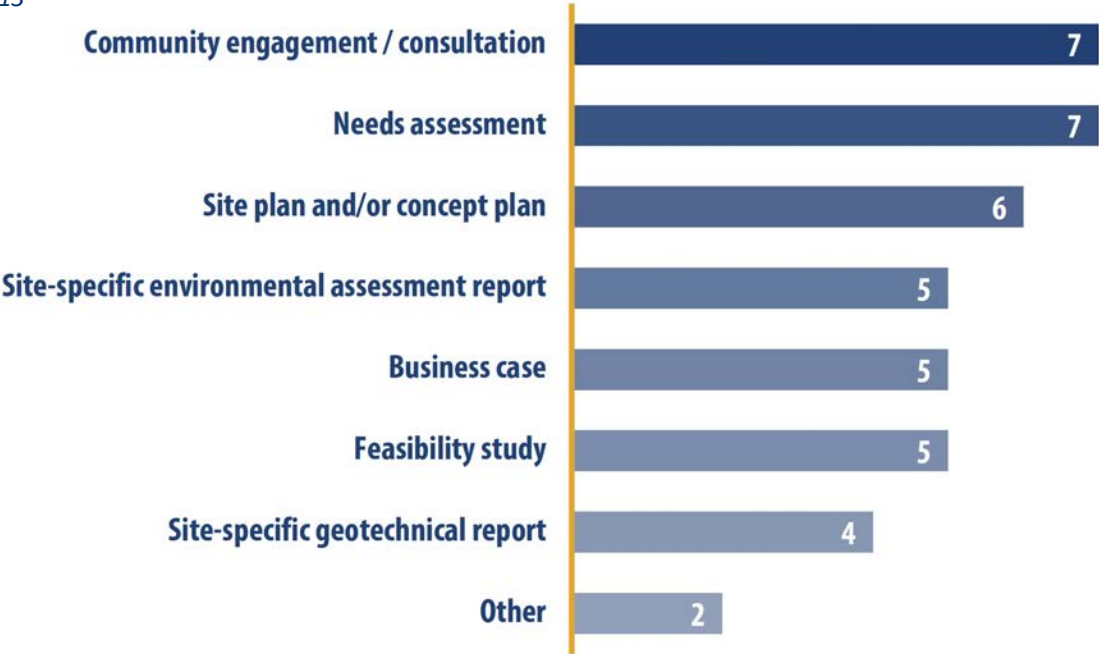 Community engagement / consultation 7
Needs assessment 7
Site plan and/or concept plan 6
Site-specific environmental assessment report 5
Business case 5
Feasibility study 5
Site-specific geotechnical report 4
Other 2